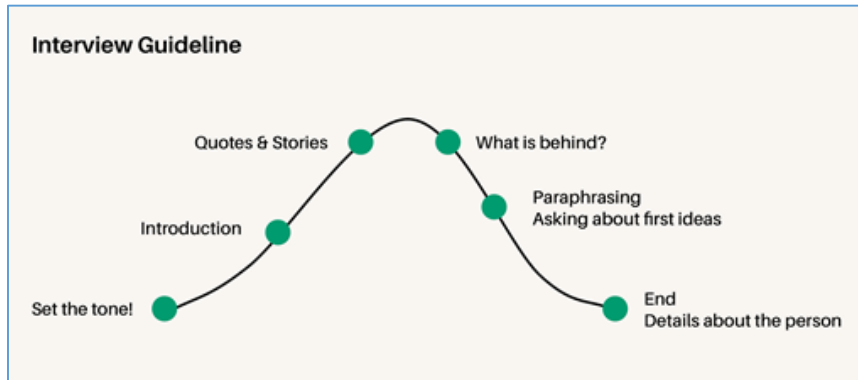 Interview Guideline
Set the tone!
Introduction
Quotes & Stories
What is behind?
Paraphrasing
Asking about first ideas
End
Details about the person